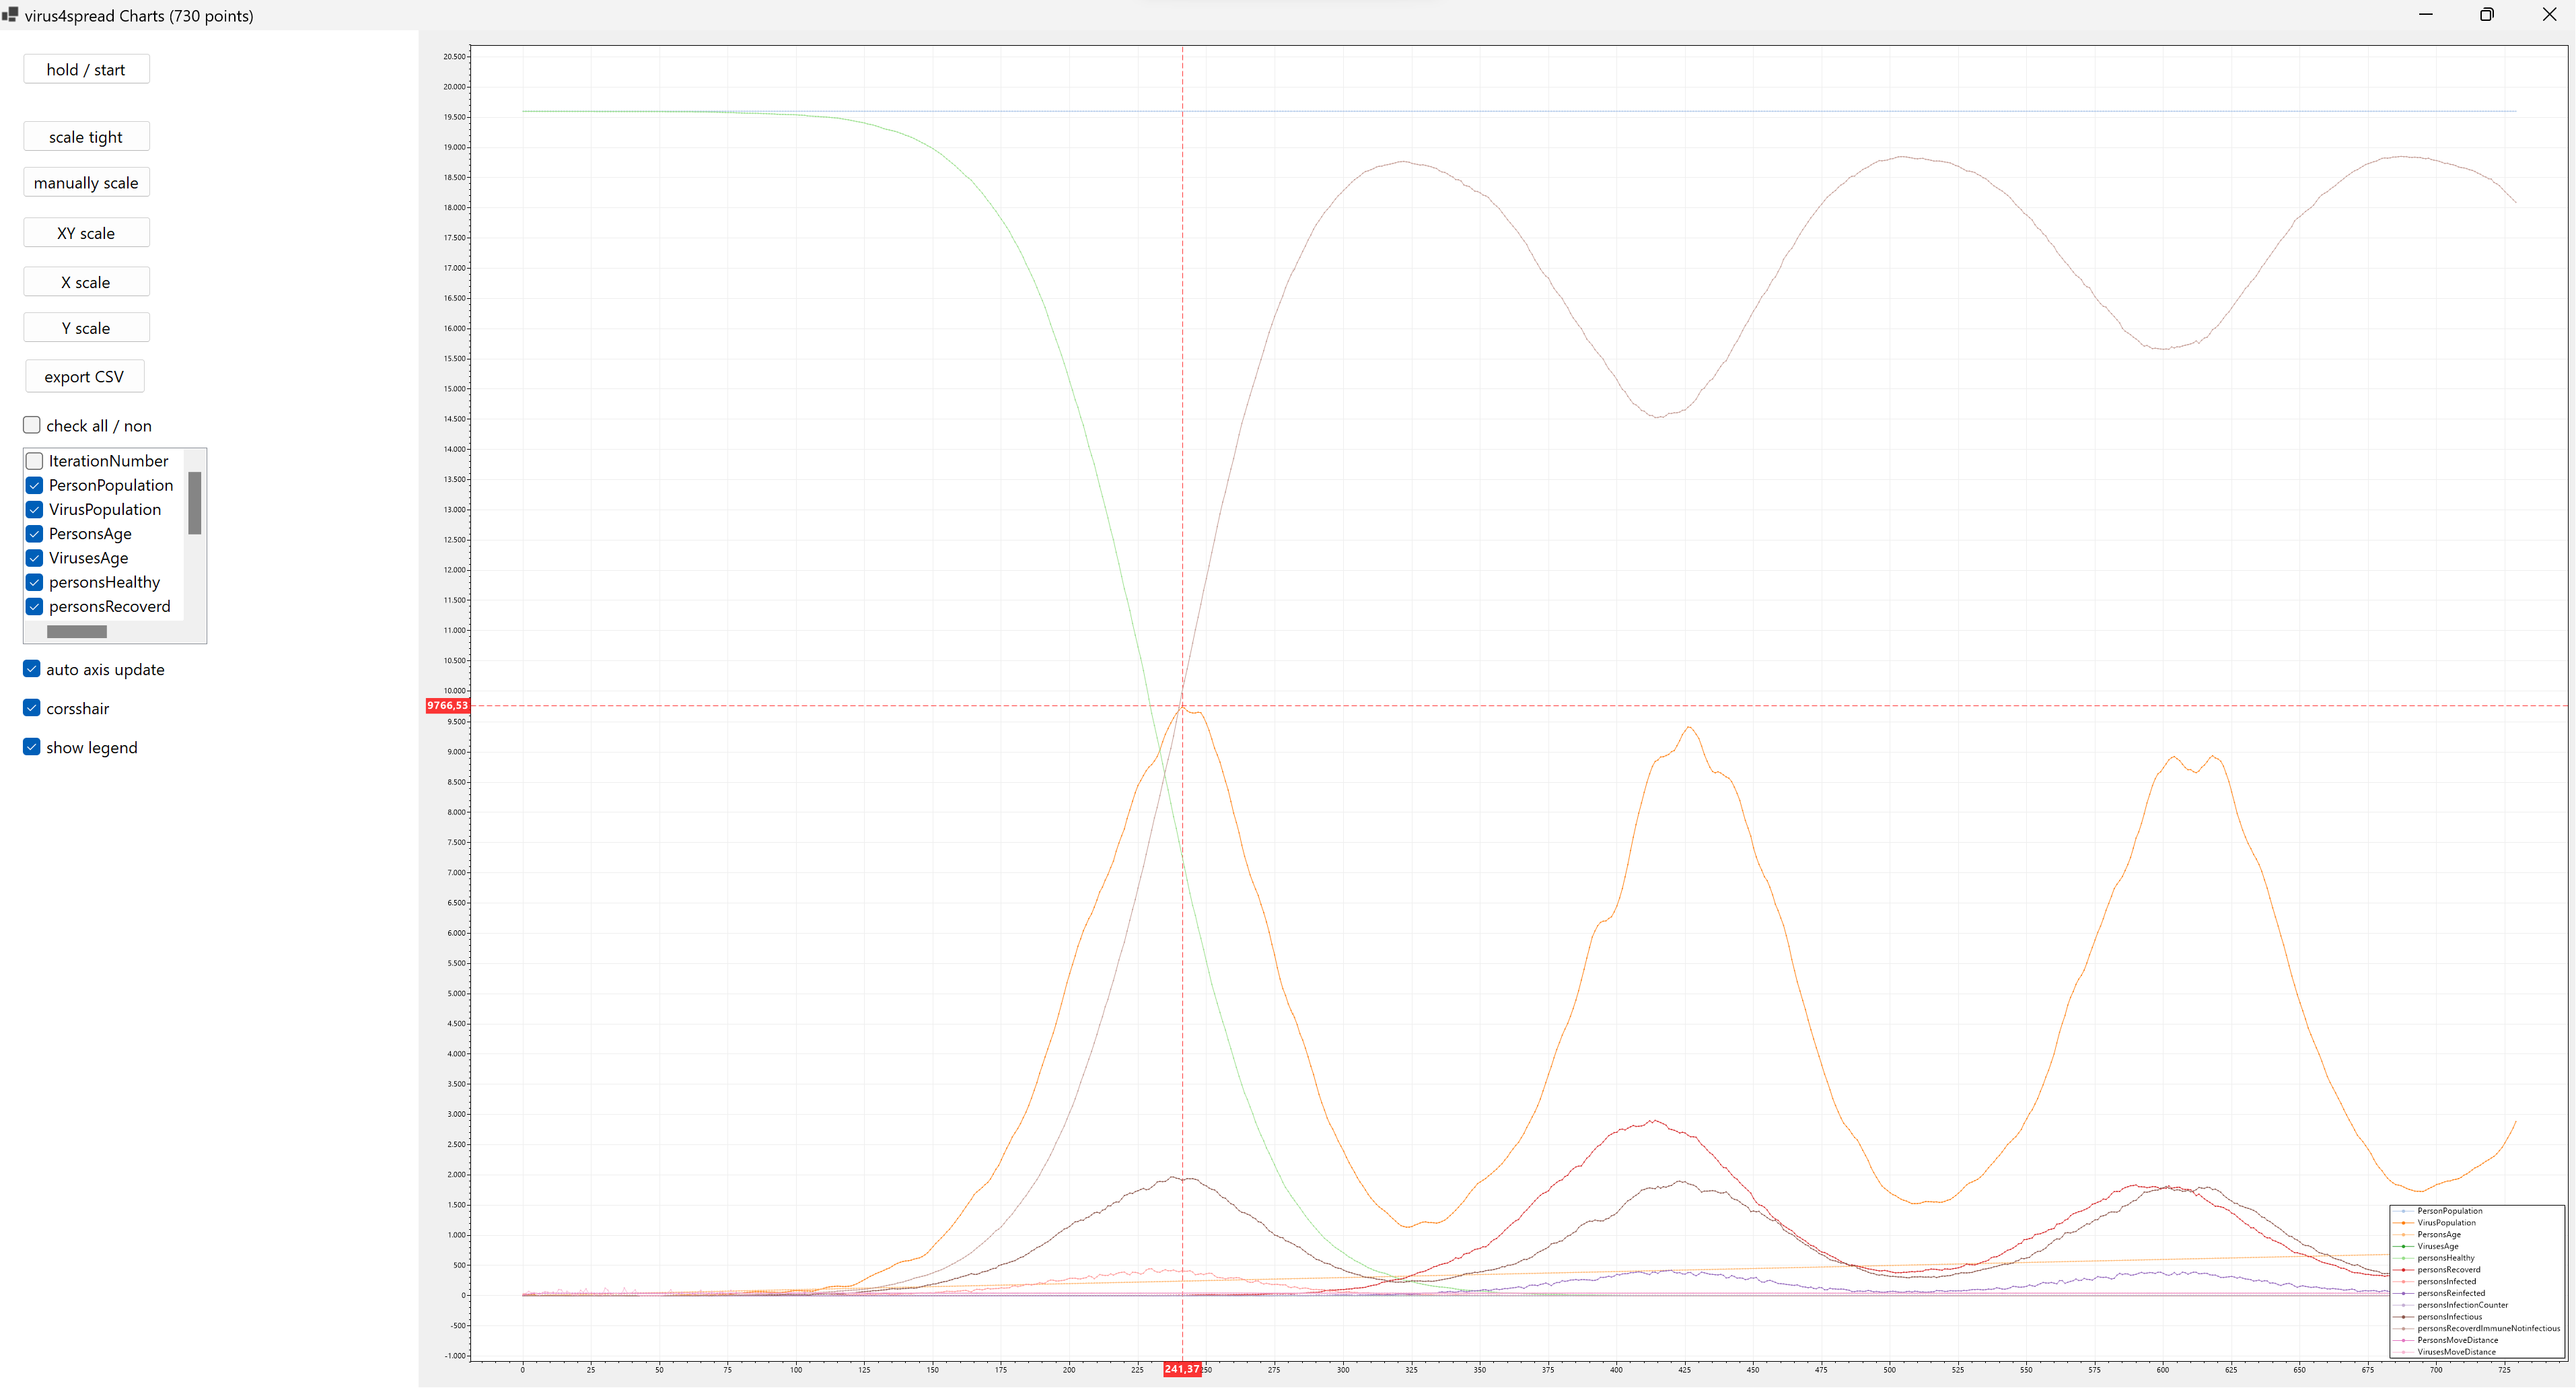 virus4spread Charts (730 points)
hold / start
scale tight
manually scale
XY scale
X scale
Y scale
export CSV
check all / non
IterationNumber
PersonPopulation
VirusPopulation
PersonsAge
VirusesAge
personsHealthy
personsRecoverd
auto axis update
corsshair
show legend
20.500
20.000
19.500
19.000
18.500
18.000
17.500
17.000
16.500
16.000
15.500
15.000
14.500
14.000
13.500
13.000
12.500
12.000
11.500
11.000
10.500
10.000
9766,53
9.500
9.000
8.500
8.000
7.500
7.000
6.500
6.000
5.500
5.000
4.500
4.000
3.500
3.000
2.500
2.000
1.500
1.000
500
0
-500
-1.000
0 25 50 75 100 125 150 175 200 225 241,37 275 300 325 350 375 400 425 450 475 500 525 550 575 600 625 650 675 700 725
PersonPopulation
VirusPopulation
PersonsAge
VirusesAge
personsHealthy
personsRecoverd
personsInfected
personsReinfected
personsInfectionCounter
personsInfectious
personsRecoverdImmuneNotinfectious
PersonsMoveDistance
VirusesMoveDistance